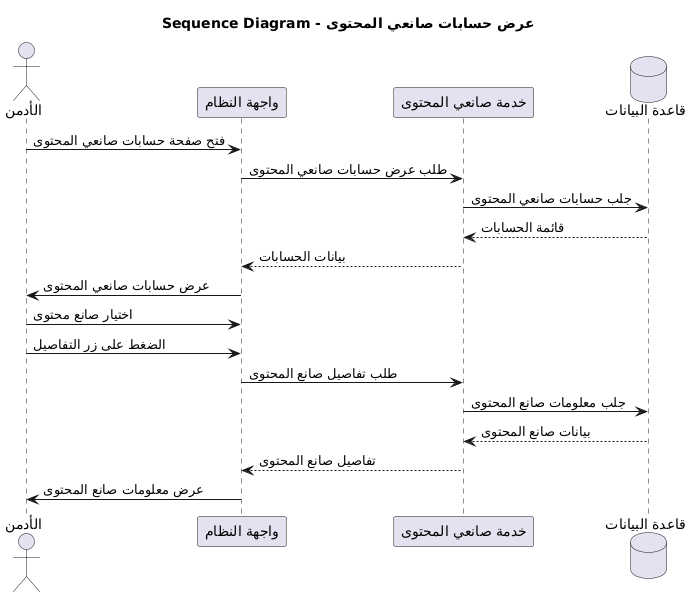 Sequence Diagram - عرض حسابات صانعي المحتوى
الأدمن
واجهة النظام
خدمة صانعي المحتوى
قاعدة البيانات
فتح صفحة حسابات صانعي المحتوى
طلب عرض حسابات صانعي المحتوى
جلب حسابات صانعي المحتوى
قائمة الحسابات
بيانات الحسابات
عرض حسابات صانعي المحتوى
اختيار صانع محتوى
الضغط على زر التفاصيل
طلب تفاصيل صانع المحتوى
جلب معلومات صانع المحتوى
بيانات صانع المحتوى
تفاصيل صانع المحتوى
عرض معلومات صانع المحتوى
الأدمن
واجهة النظام
خدمة صانعي المحتوى
قاعدة البيانات